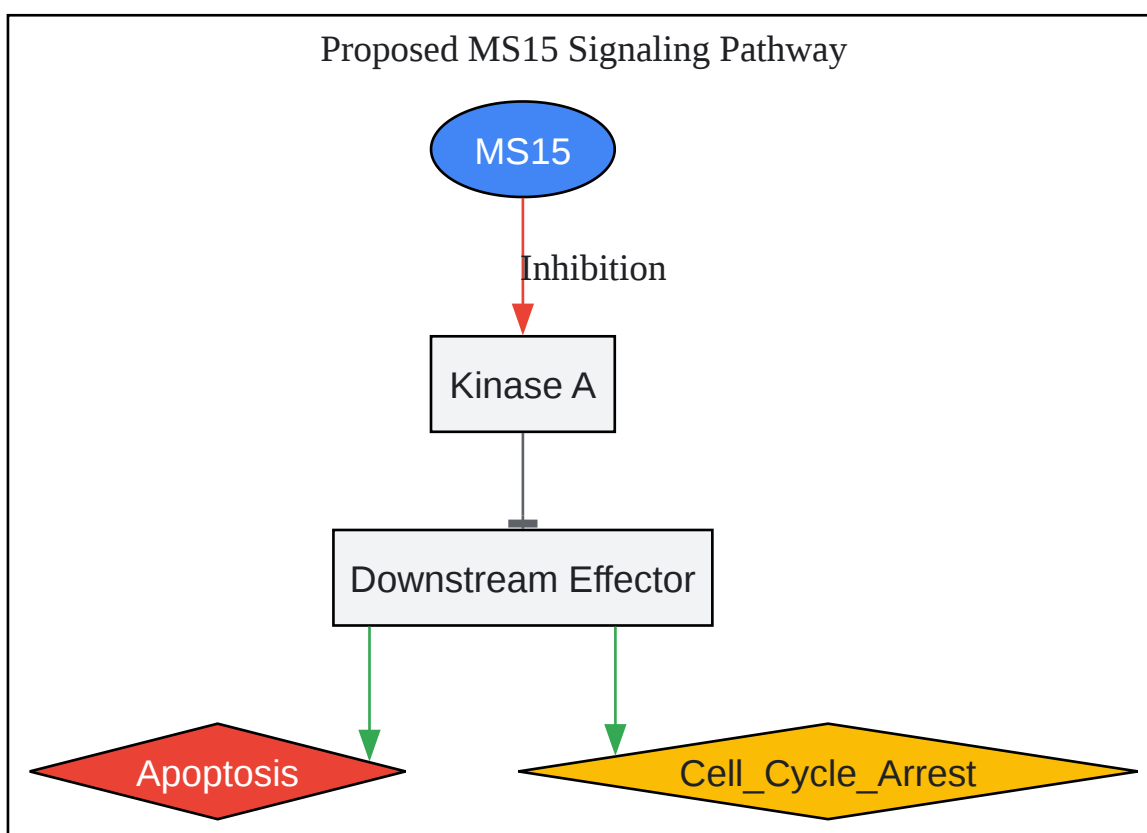 Proposed MS15 Signaling Pathway
MS15
Inhibition
Kinase A
Downstream Effector
Apoptosis
Cell_Cycle_Arrest